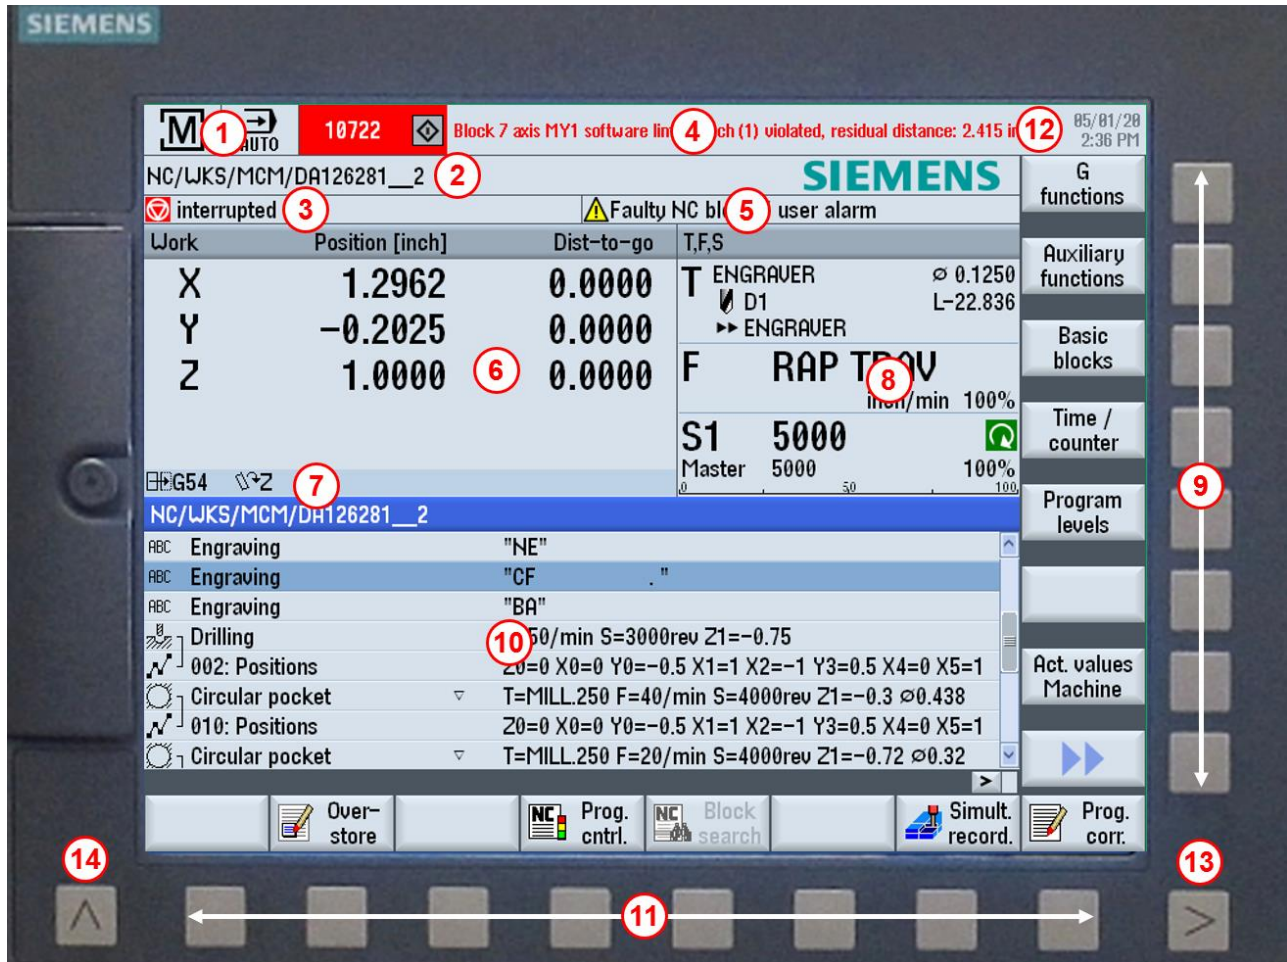 SIEMENS
M 1 AUTO 10722 Block 7 axis MY1 software 4 (1) violated, residual distance: 2.415 12 05/01/20
2:36 PM
NC/WKS/MCM/DA126281__2 2 SIEMENS
interrupted 3 Faulty NC 5 user alarm
Work Position [inch] Dist-to-go T,F,S
X 1.2962 0.0000
Y -0.2025 0.0000
Z 1.0000 6 0.0000
T ENGRAVER ø 0.1250
D1 L-22.836
▸▸ ENGRAVER
F RAP TRAV 8
inch/min 100%
S1 5000
Master 5000 100%
0 50 100
G54 Z 7
NC/WKS/MCM/DA126281__2
ABC Engraving "NE"
ABC Engraving "CF . "
ABC Engraving "BA"
Drilling 10 50/min S=3000rev Z1=-0.75
002: Positions Z0=0 X0=0 Y0=-0.5 X1=1 X2=-1 Y3=0.5 X4=0 X5=1
Circular pocket ▽ T=MILL.250 F=40/min S=4000rev Z1=-0.3 ø0.438
010: Positions Z0=0 X0=0 Y0=-0.5 X1=1 X2=-1 Y3=0.5 X4=0 X5=1
Circular pocket ▽ T=MILL.250 F=20/min S=4000rev Z1=-0.72 ø0.32
>
G
functions
Auxiliary
functions
Basic
blocks
Time /
counter
9
Program
levels
Act. values
Machine
Over-
store
NC Prog.
cntrl.
NC Block
search
Simult.
record.
Prog.
corr.
14
13
11